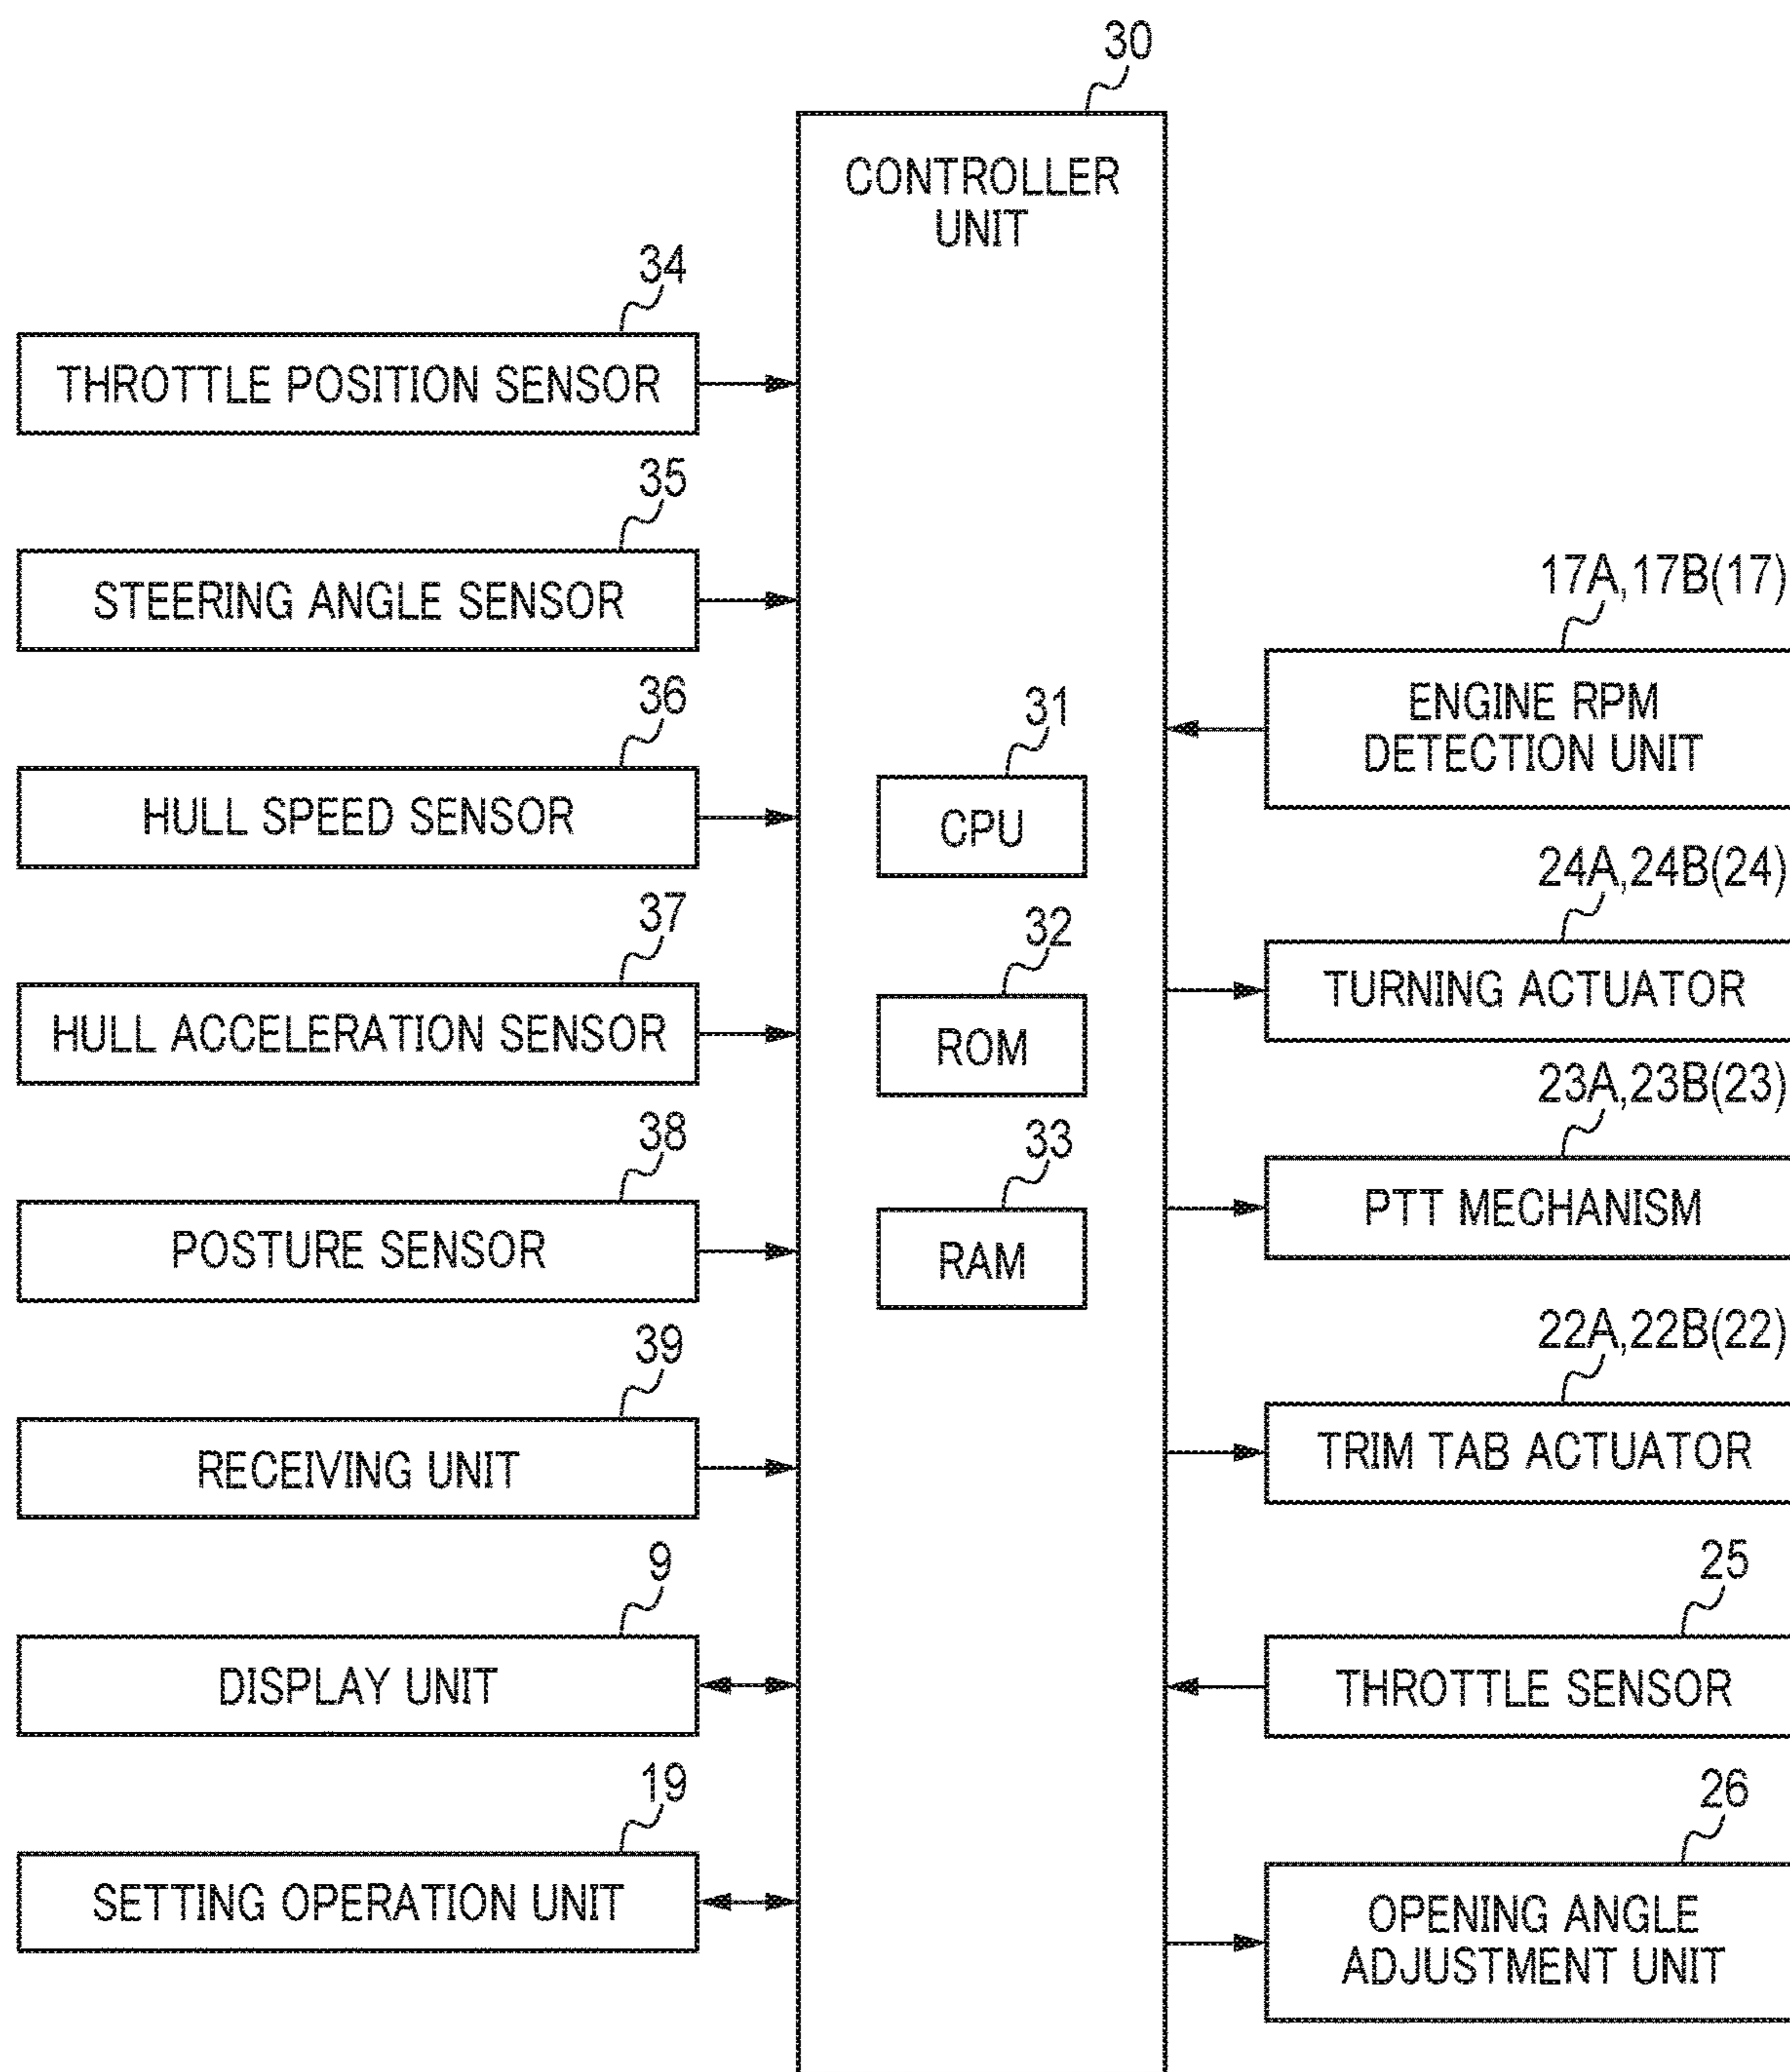 30
CONTROLLER
UNIT
34
THROTTLE POSITION SENSOR
35
STEERING ANGLE SENSOR
36
HULL SPEED SENSOR
37
HULL ACCELERATION SENSOR
38
POSTURE SENSOR
39
RECEIVING UNIT
9
DISPLAY UNIT
19
SETTING OPERATION UNIT
31
CPU
32
ROM
33
RAM
17A,17B(17)
ENGINE RPM
DETECTION UNIT
24A,24B(24)
TURNING ACTUATOR
23A,23B(23)
PTT MECHANISM
22A,22B(22)
TRIM TAB ACTUATOR
25
THROTTLE SENSOR
26
OPENING ANGLE
ADJUSTMENT UNIT